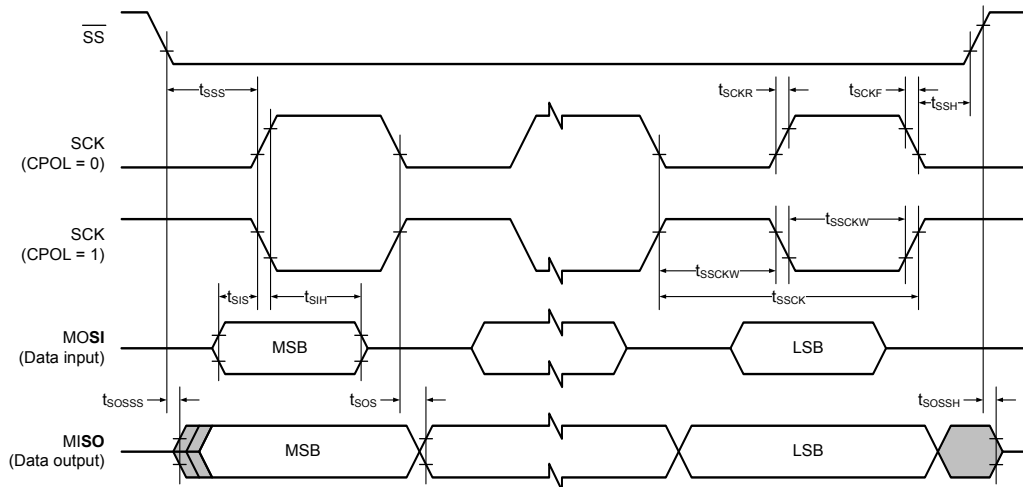 SS
tSSS
tSCKR
tSCKF
tSSH
SCK
(CPOL = 0)
SCK
(CPOL = 1)
tSSCKW
tSSCKW
tSSCK
tSIS
tSIH
MOSI
(Data input)
MSB
LSB
tSOSSS
tSOS
tSOSSH
MISO
(Data output)
MSB
LSB